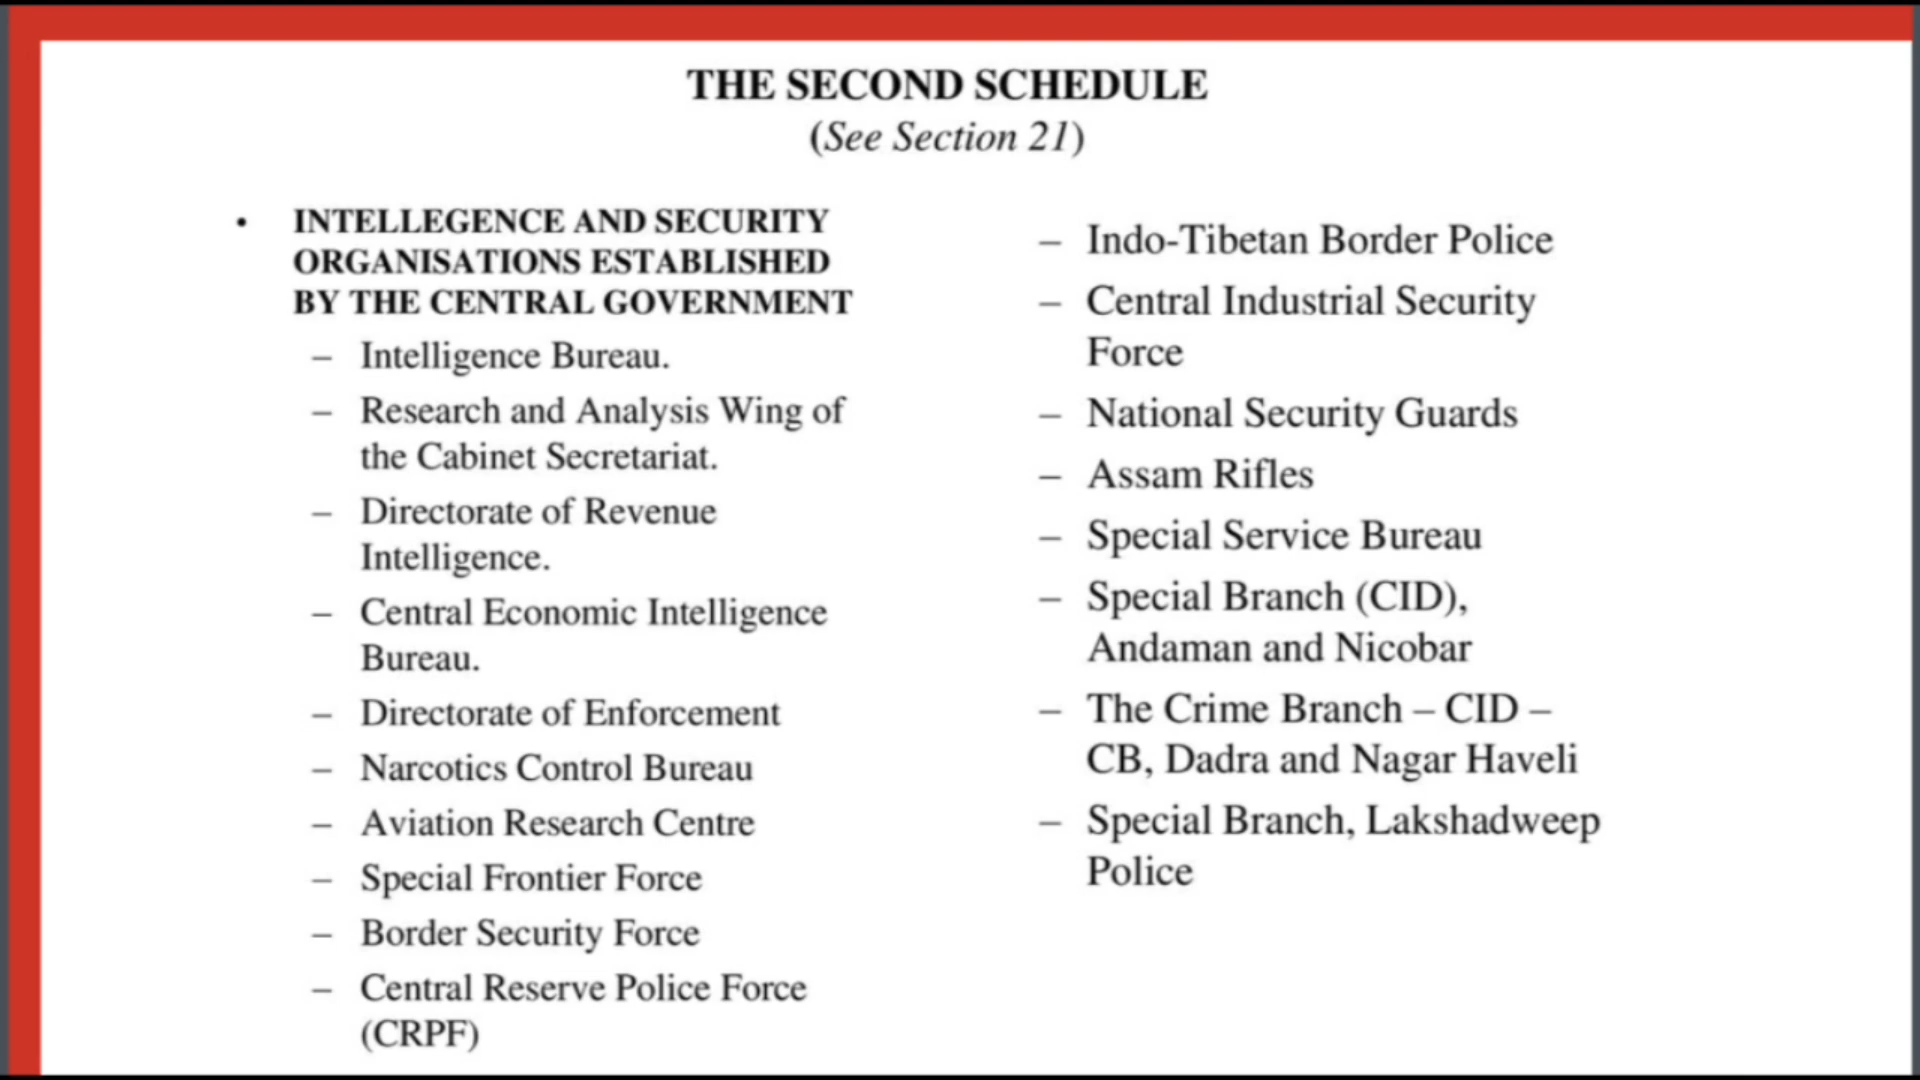 THE SECOND SCHEDULE
(See Section 21)
• INTELLEGENCE AND SECURITY
ORGANISATIONS ESTABLISHED
BY THE CENTRAL GOVERNMENT
– Intelligence Bureau.
– Research and Analysis Wing of
the Cabinet Secretariat.
– Directorate of Revenue
Intelligence.
– Central Economic Intelligence
Bureau.
– Directorate of Enforcement
– Narcotics Control Bureau
– Aviation Research Centre
– Special Frontier Force
– Border Security Force
– Central Reserve Police Force
(CRPF)
– Indo-Tibetan Border Police
– Central Industrial Security
Force
– National Security Guards
– Assam Rifles
– Special Service Bureau
– Special Branch (CID),
Andaman and Nicobar
– The Crime Branch – CID –
CB, Dadra and Nagar Haveli
– Special Branch, Lakshadweep
Police